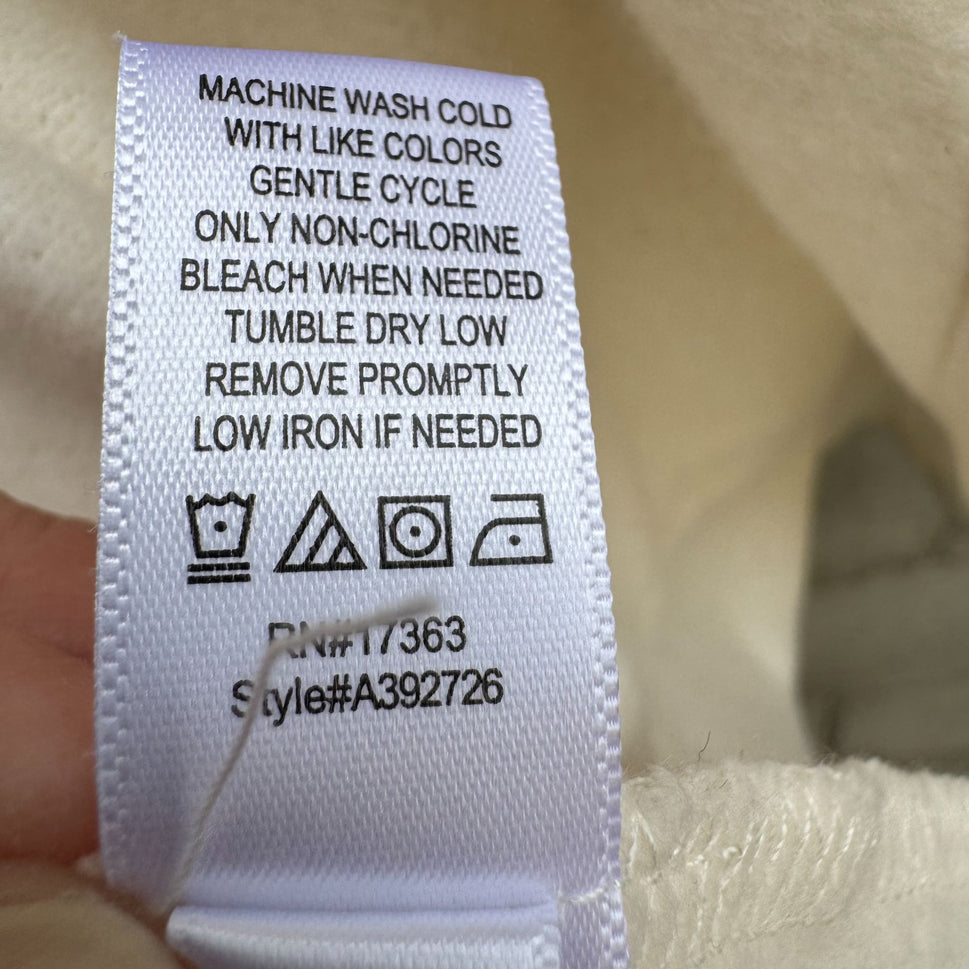 MACHINE WASH COLD
WITH LIKE COLORS
GENTLE CYCLE
ONLY NON-CHLORINE
BLEACH WHEN NEEDED
TUMBLE DRY LOW
REMOVE PROMPTLY
LOW IRON IF NEEDED
RN#17363
Style#A392726